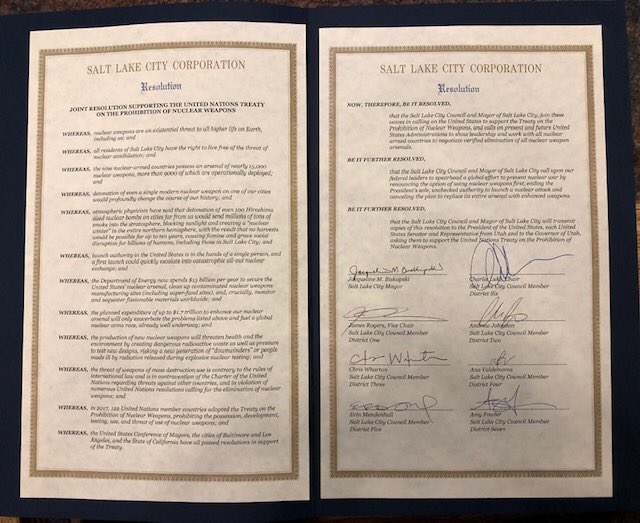 SALT LAKE CITY CORPORATION
Resolution
JOINT RESOLUTION SUPPORTING THE UNITED NATIONS TREATY
ON THE PROHIBITION OF NUCLEAR WEAPONS
WHEREAS, nuclear weapons are an existential threat to all higher life on Earth,
including us; and
WHEREAS, all residents of Salt Lake City have the right to live free of the threat of
nuclear annihilation; and
WHEREAS, the nine nuclear-armed countries possess an arsenal of nearly 15,000
nuclear weapons, more than 9000 of which are operationally deployed;
and
WHEREAS, detonation of even a single modern nuclear weapon on one of our cities
would profoundly change the course of our history; and
WHEREAS, atmospheric physicists have said that detonation of even 100 Hiroshima
sized nuclear bombs on cities far from us would send millions of tons of
smoke into the stratosphere, blocking sunlight and creating a "nuclear
winter" in the entire northern hemisphere, with the result that no harvests
would be possible for up to ten years, causing famine and grave social
disruption for billions of humans, including those in Salt Lake City; and
WHEREAS, launch authority in the United States is in the hands of a single person, and
a first launch could quickly escalate into catastrophic all-out nuclear
exchange; and
WHEREAS, the Department of Energy now spends $15 billion per year to secure the
United States' nuclear arsenal, clean up contaminated nuclear weapons
manufacturing sites (including super-fund sites), and, crucially, monitor
and sequester fissionable materials worldwide; and
WHEREAS, the planned expenditure of up to $1.7 trillion to enhance our nuclear
arsenal will only exacerbate the problems listed above and fuel a global
nuclear arms race, already well underway; and
WHEREAS, the production of new nuclear weapons will threaten health and the
environment by creating dangerous radioactive waste as well as pressure
to test new designs, risking a new generation of "downwinders" or people
made ill by radiation released during explosive nuclear testing; and
WHEREAS, the threat of weapons of mass destruction use is contrary to the rules of
international law and is in contravention of the Charter of the United
Nations regarding threats against other countries, and in violation of
numerous United Nations resolutions calling for the elimination of nuclear
weapons; and
WHEREAS, in 2017, 122 United Nations member countries adopted the Treaty on the
Prohibition of Nuclear Weapons, prohibiting the possession, development,
testing, use, and threat of use of nuclear weapons; and
WHEREAS, the United States Conference of Mayors, the cities of Baltimore and Los
Angeles, and the State of California have all passed resolutions in support
of the Treaty.
SALT LAKE CITY CORPORATION
Resolution
NOW, THEREFORE, BE IT RESOLVED,
that the Salt Lake City Council and Mayor of Salt Lake City, join these
voices in calling on the United States to support the Treaty on the
Prohibition of Nuclear Weapons, and calls on present and future United
States Administrations to show leadership and work with all nuclear
armed countries to negotiate verified elimination of all nuclear weapon
arsenals.
BE IT FURTHER RESOLVED,
that the Salt Lake City Council and Mayor of Salt Lake City call upon our
federal leaders to spearhead a global effort to prevent nuclear war by
renouncing the option of using nuclear weapons first, ending the
President's sole, unchecked authority to launch a nuclear attack and
cancelling the plan to replace its entire arsenal with enhanced weapons.
BE IT FURTHER RESOLVED,
that the Salt Lake City Council and Mayor of Salt Lake City will transmit
copies of this resolution to the President of the United States, each United
States Senator and Representative from Utah and to the Governor of Utah,
asking them to support the United Nations Treaty on the Prohibition of
Nuclear Weapons.
Jacqueline M. Biskupski
Salt Lake City Mayor
Charlie Luke, Chair
Salt Lake City Council Member
District Six
James Rogers, Vice Chair
Salt Lake City Council Member
District One
Andrew Johnston
Salt Lake City Council Member
District Two
Chris Wharton
Chris Wharton
Salt Lake City Council Member
District Three
Ana Valdemoros
Salt Lake City Council Member
District Four
Erin Mendenhall
Salt Lake City Council Member
District Five
Amy Fowler
Salt Lake City Council Member
District Seven